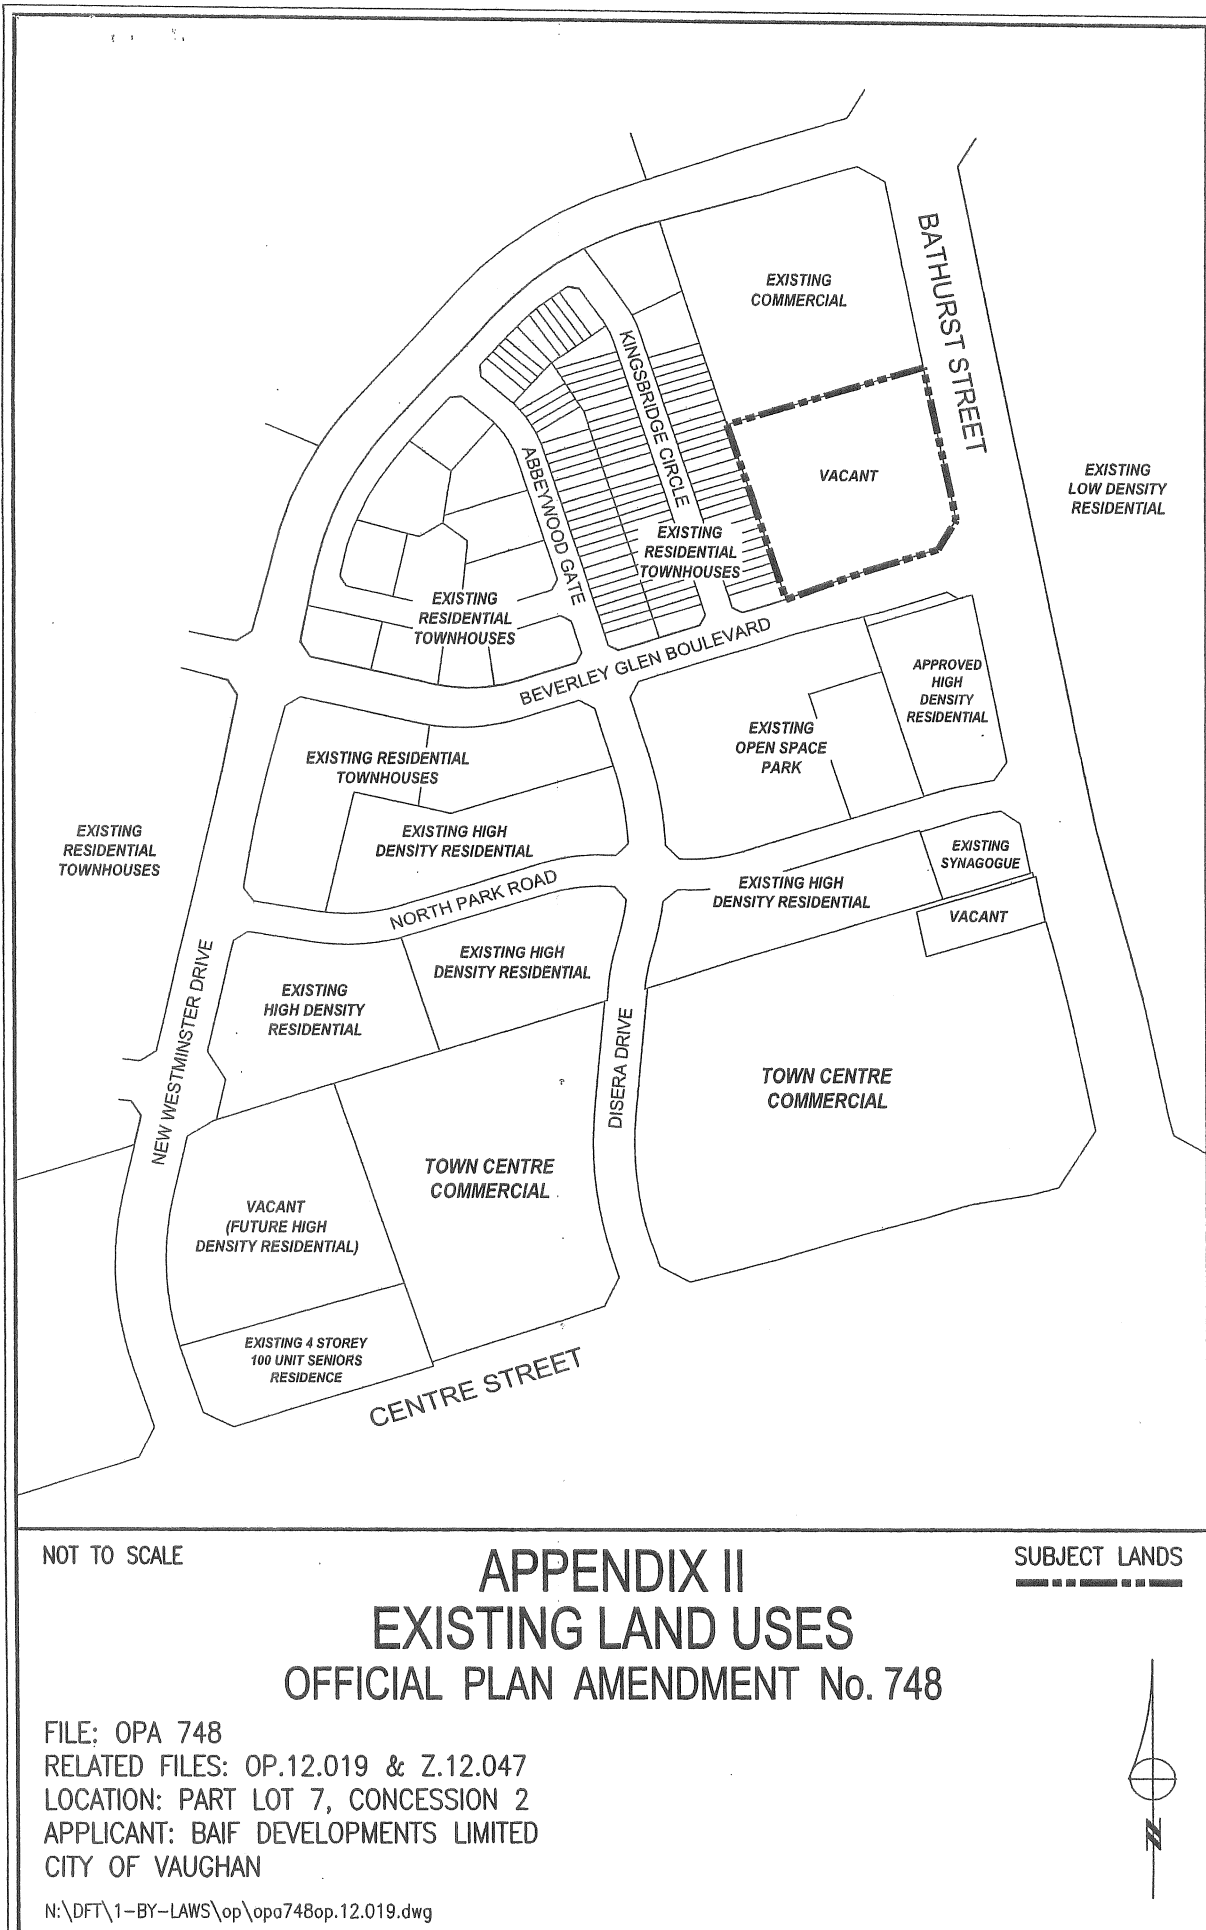 BATHURST STREET
EXISTING
COMMERCIAL
KINGSBRIDGE CIRCLE
ABBEYWOOD GATE
VACANT
EXISTING
LOW DENSITY
RESIDENTIAL
EXISTING
RESIDENTIAL
TOWNHOUSES
EXISTING
RESIDENTIAL
TOWNHOUSES
BEVERLEY GLEN BOULEVARD
APPROVED
HIGH
DENSITY
RESIDENTIAL
EXISTING
OPEN SPACE
PARK
EXISTING RESIDENTIAL
TOWNHOUSES
EXISTING
RESIDENTIAL
TOWNHOUSES
EXISTING HIGH
DENSITY RESIDENTIAL
EXISTING
SYNAGOGUE
NORTH PARK ROAD
EXISTING HIGH
DENSITY RESIDENTIAL
VACANT
EXISTING HIGH
DENSITY RESIDENTIAL
EXISTING
HIGH DENSITY
RESIDENTIAL
NEW WESTMINSTER DRIVE
DISERA DRIVE
TOWN CENTRE
COMMERCIAL
TOWN CENTRE
COMMERCIAL
VACANT
(FUTURE HIGH
DENSITY RESIDENTIAL)
EXISTING 4 STOREY
100 UNIT SENIORS
RESIDENCE
CENTRE STREET
NOT TO SCALE
APPENDIX II
EXISTING LAND USES
OFFICIAL PLAN AMENDMENT No. 748
SUBJECT LANDS
FILE: OPA 748
RELATED FILES: OP.12.019 & Z.12.047
LOCATION: PART LOT 7, CONCESSION 2
APPLICANT: BAIF DEVELOPMENTS LIMITED
CITY OF VAUGHAN
N
N:\DFT\1-BY-LAWS\op\opa748op.12.019.dwg